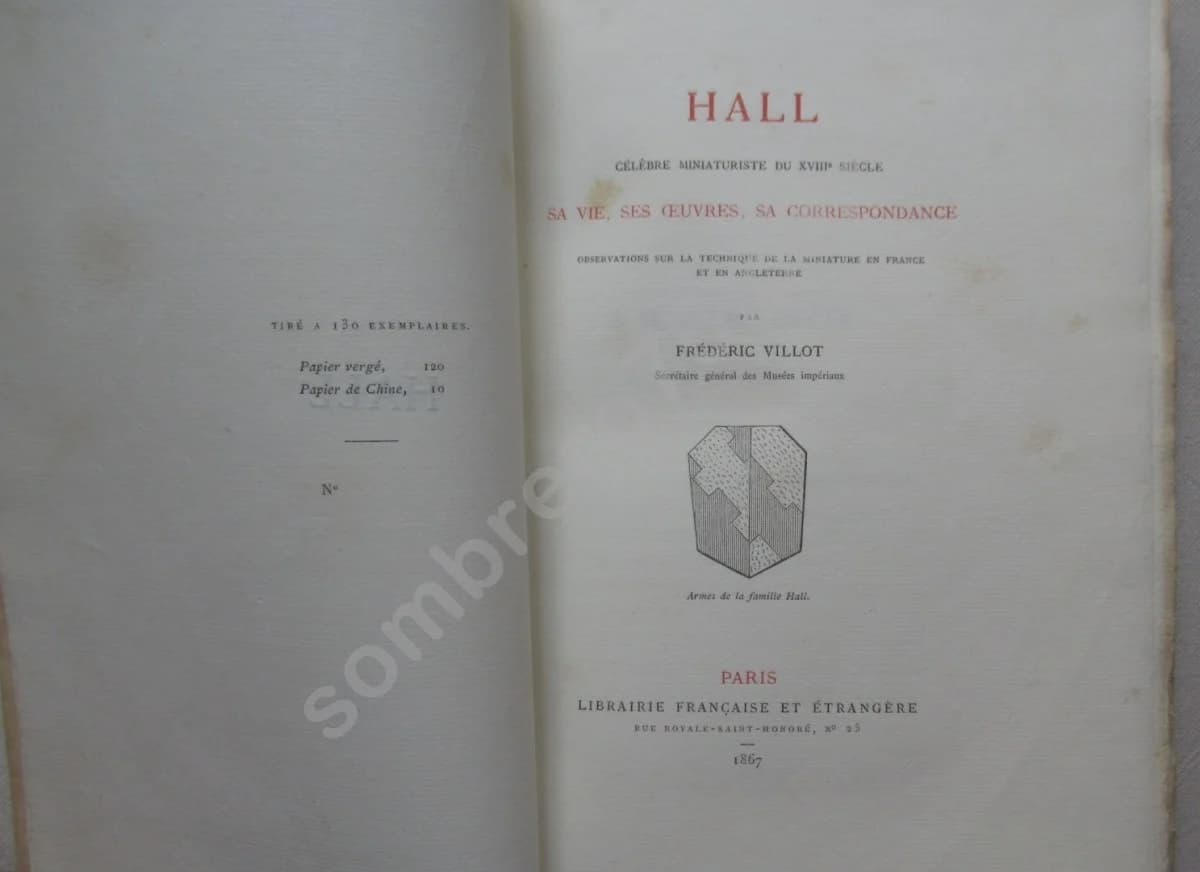 TIRÉ A 130 EXEMPLAIRES.
Papier vergé, 120
Papier de Chine, 10
Nº
HALL
CÉLÈBRE MINIATURISTE DU XVIIIᵉ SIÈCLE
SA VIE, SES ŒUVRES, SA CORRESPONDANCE
OBSERVATIONS SUR LA TECHNIQUE DE LA MINIATURE EN FRANCE
ET EN ANGLETERRE
PAR
FRÉDÉRIC VILLOT
Secrétaire général des Musées impériaux
Armes de la famille Hall.
PARIS
LIBRAIRIE FRANÇAISE ET ÉTRANGÈRE
RUE ROYALE-SAINT-HONORÉ, Nº 25
1867
sombre